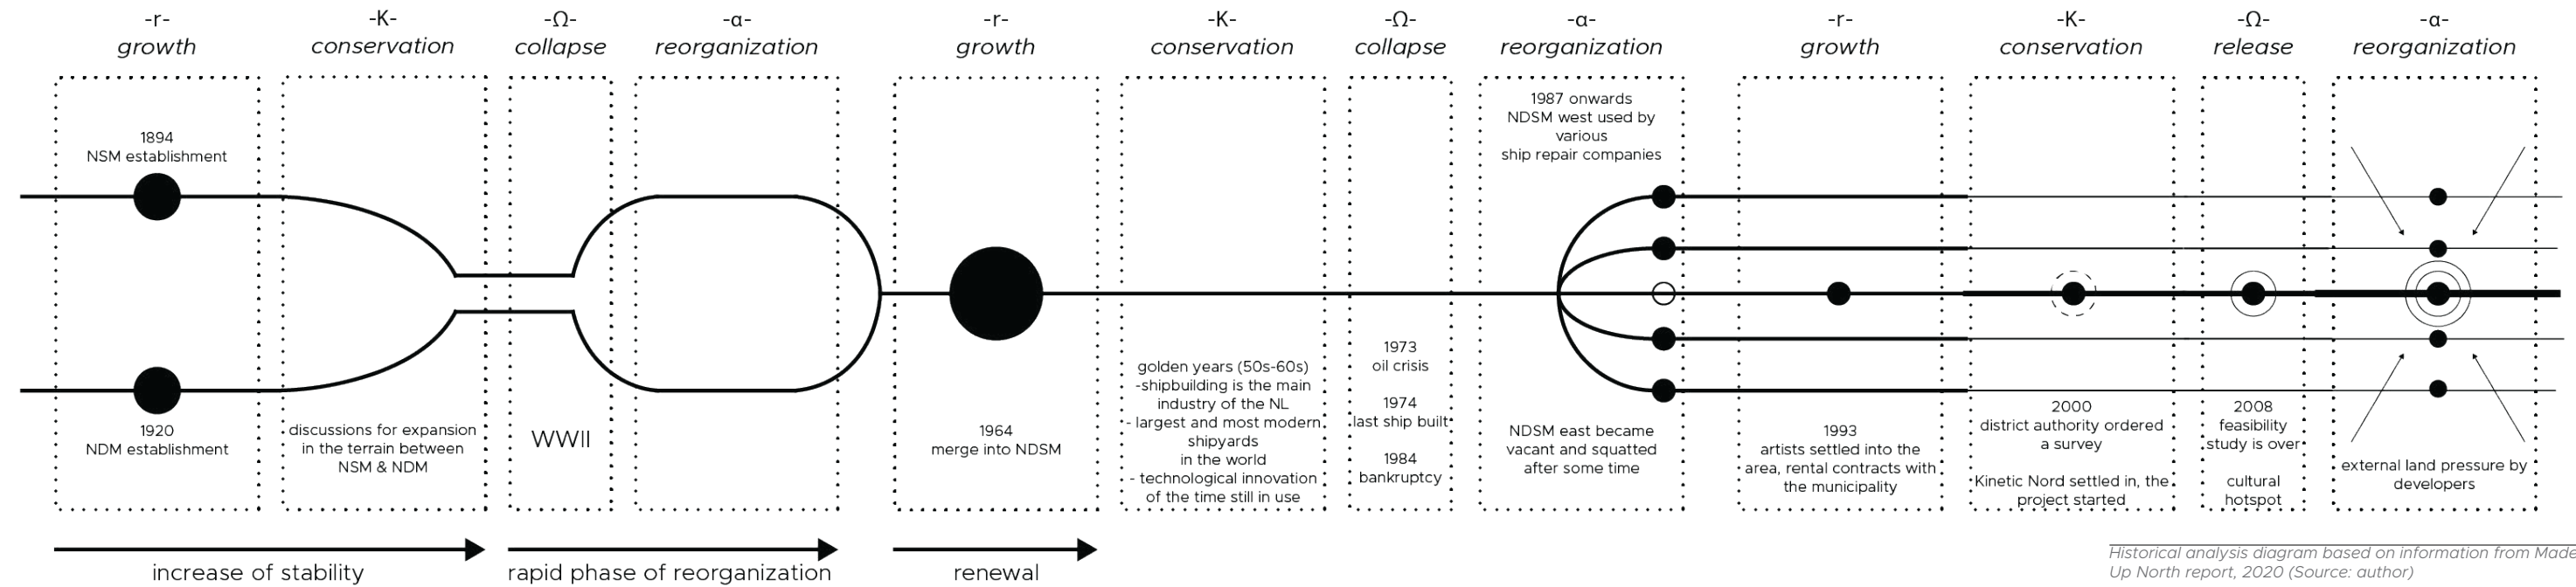 -r-
growth
-K-
conservation
-Ω-
collapse
-α-
reorganization
-r-
growth
-K-
conservation
-Ω-
collapse
-α-
reorganization
-r-
growth
-K-
conservation
-Ω-
release
-α-
reorganization
1894
NSM establishment
1920
NDM establishment
discussions for expansion
in the terrain between
NSM & NDM
WWII
1964
merge into NDSM
golden years (50s-60s)
-shipbuilding is the main
industry of the NL
- largest and most modern
shipyards
in the world
- technological innovation
of the time still in use
1973
oil crisis
1974
last ship built
1984
bankruptcy
1987 onwards
NDSM west used by
various
ship repair companies
NDSM east became
vacant and squatted
after some time
1993
artists settled into the
area, rental contracts with
the municipality
2000
district authority ordered
a survey
Kinetic Nord settled in, the
project started
2008
feasibility
study is over
cultural
hotspot
external land pressure by
developers
increase of stability
rapid phase of reorganization
renewal
Historical analysis diagram based on information from Made
Up North report, 2020 (Source: author)